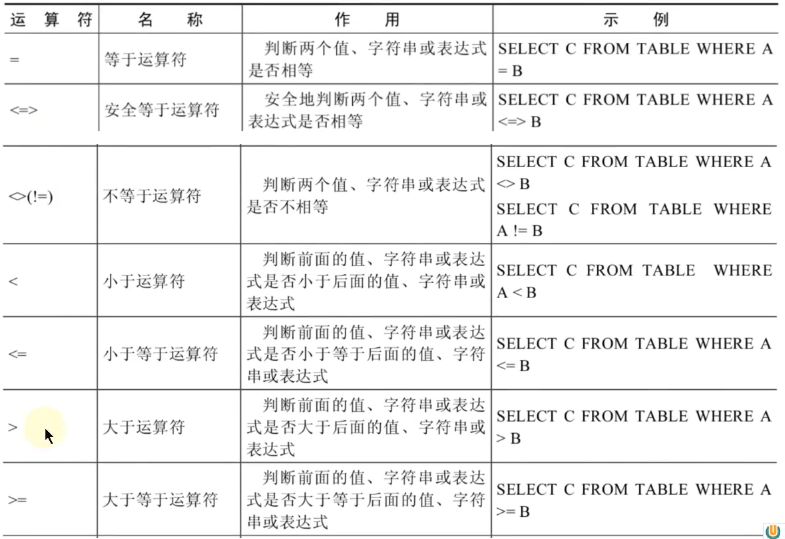 运 算 符 名 称 作 用 示 例
= 等于运算符 判断两个值、字符串或表达式 SELECT C FROM TABLE WHERE A
是否相等 = B
<=> 安全等于运算符 安全地判断两个值、字符串或 SELECT C FROM TABLE WHERE A
表达式是否相等 <=> B
<>(!=) 不等于运算符 判断两个值、字符串或表达式 SELECT C FROM TABLE WHERE A
是否不相等 <> B
SELECT C FROM TABLE WHERE
A != B
< 小于运算符 判断前面的值、字符串或表达 SELECT C FROM TABLE WHERE
式是否小于后面的值、字符串或 A < B
表达式
<= 小于等于运算符 判断前面的值、字符串或表达 SELECT C FROM TABLE WHERE A
式是否小于等于后面的值、字符 <= B
串或表达式
> 大于运算符 判断前面的值、字符串或表达 SELECT C FROM TABLE WHERE A
式是否大于后面的值、字符串或 > B
表达式
>= 大于等于运算符 判断前面的值、字符串或表达 SELECT C FROM TABLE WHERE A
式是否大于等于后面的值、字符 >= B
串或表达式